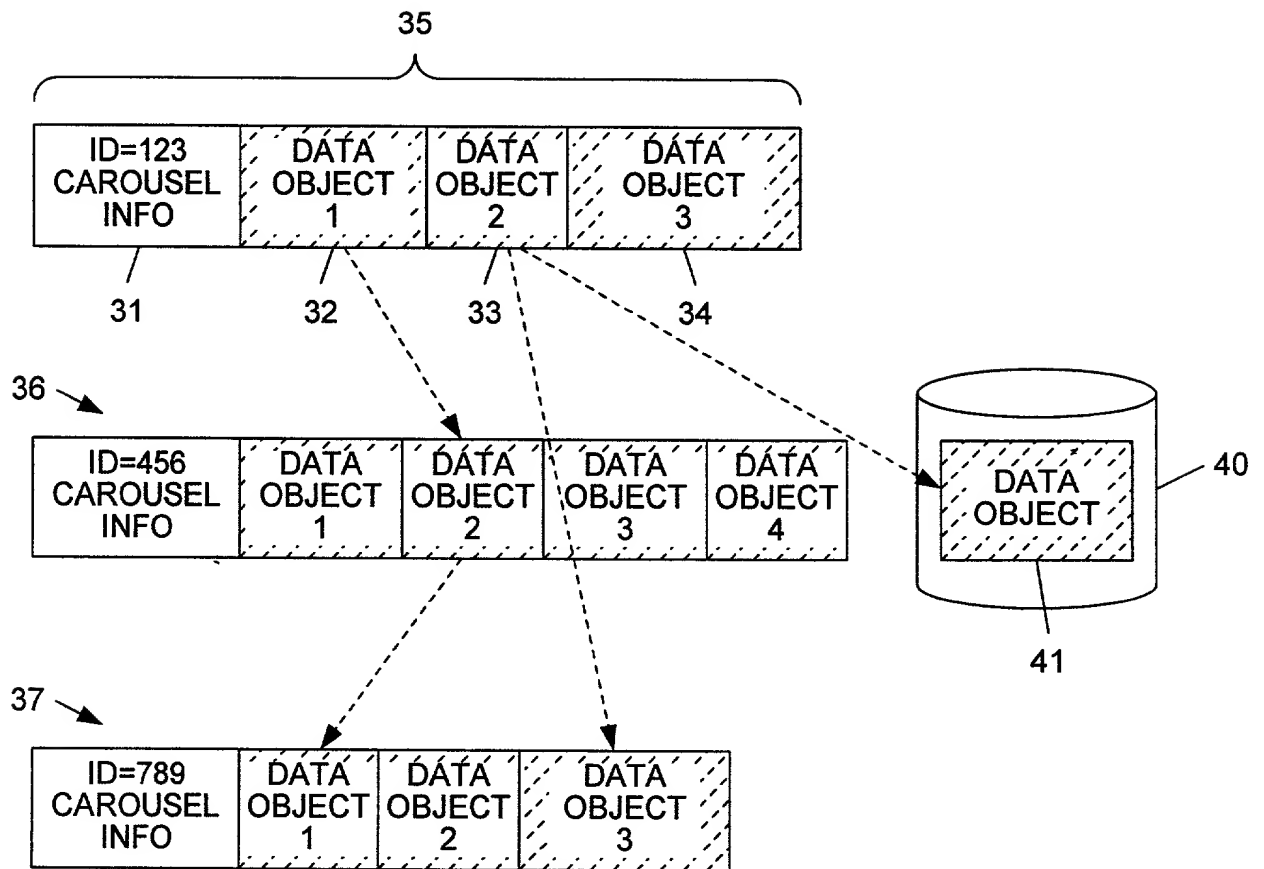 35
ID=123
CAROUSEL
INFO
DATA
OBJECT
1
DATA
OBJECT
2
DATA
OBJECT
3
31
32
33
34
36
ID=456
CAROUSEL
INFO
DATA
OBJECT
1
DATA
OBJECT
2
DATA
OBJECT
3
DATA
OBJECT
4
DATA
OBJECT
40
41
37
ID=789
CAROUSEL
INFO
DATA
OBJECT
1
DATA
OBJECT
2
DATA
OBJECT
3